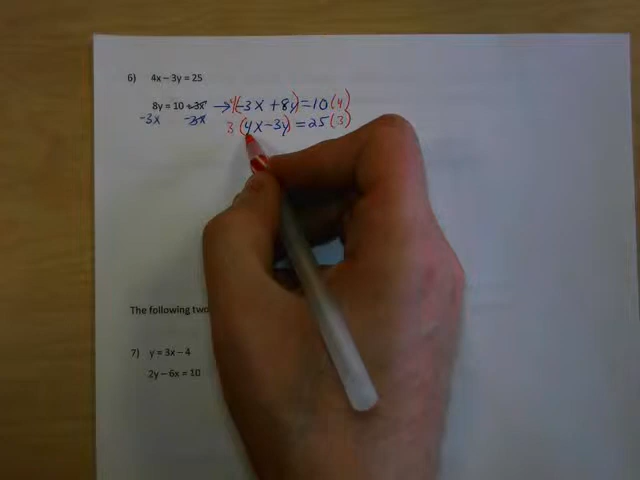 6) 4x – 3y = 25
8y = 10 +3x → 4(-3x + 8y) = 10(4)
-3x -3x 3(4x - 3y) = 25(3)
The following two
7) y = 3x – 4
2y – 6x = 10